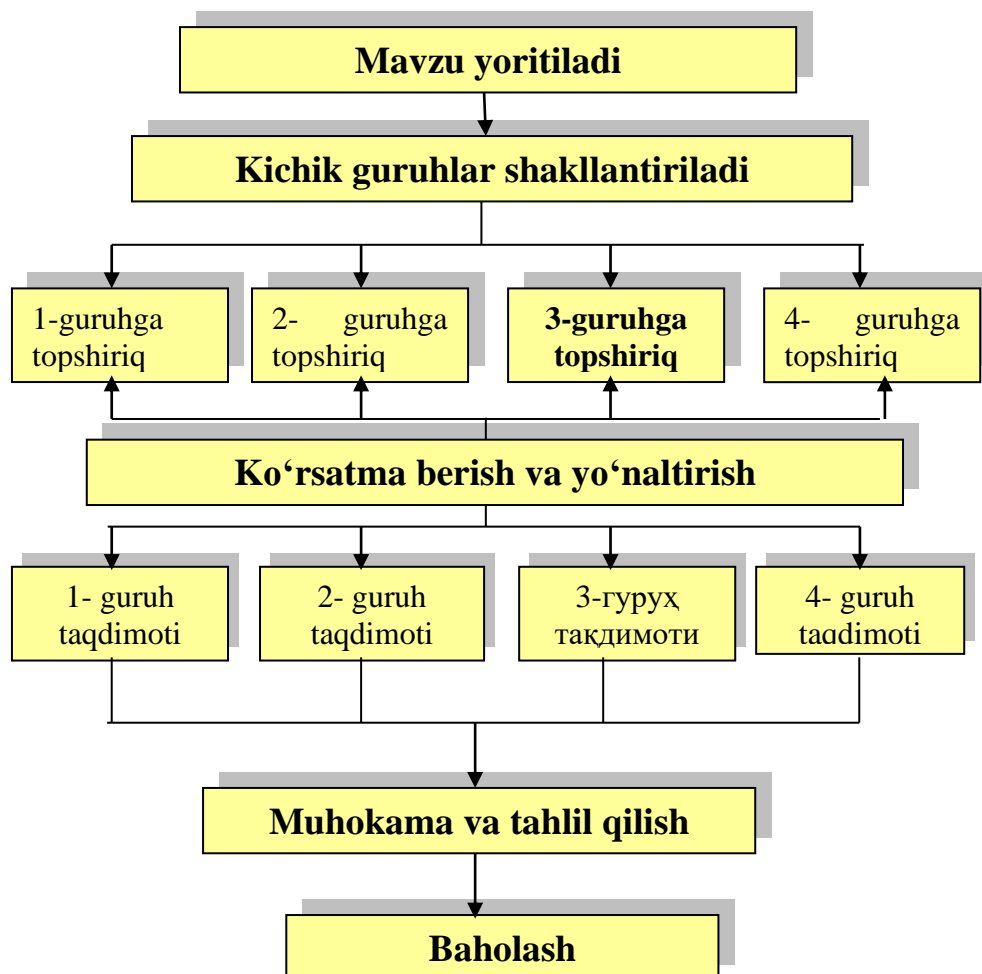 Mavzu yoritiladi
Kichik guruhlar shakllantiriladi
1-guruhga
topshiriq
2- guruhga
topshiriq
3-guruhga
topshiriq
4- guruhga
topshiriq
Ko‘rsatma berish va yo‘naltirish
1- guruh
taqdimoti
2- guruh
taqdimoti
3-гуруҳ
тақдимоти
4- guruh
taqdimoti
Muhokama va tahlil qilish
Baholash